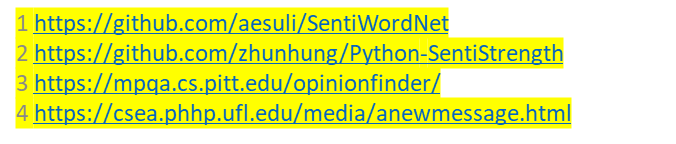 1 https://github.com/aesuli/SentiWordNet
2 https://github.com/zhunhung/Python-SentiStrength
3 https://mpqa.cs.pitt.edu/opinionfinder/
4 https://csea.phhp.ufl.edu/media/anewmessage.html